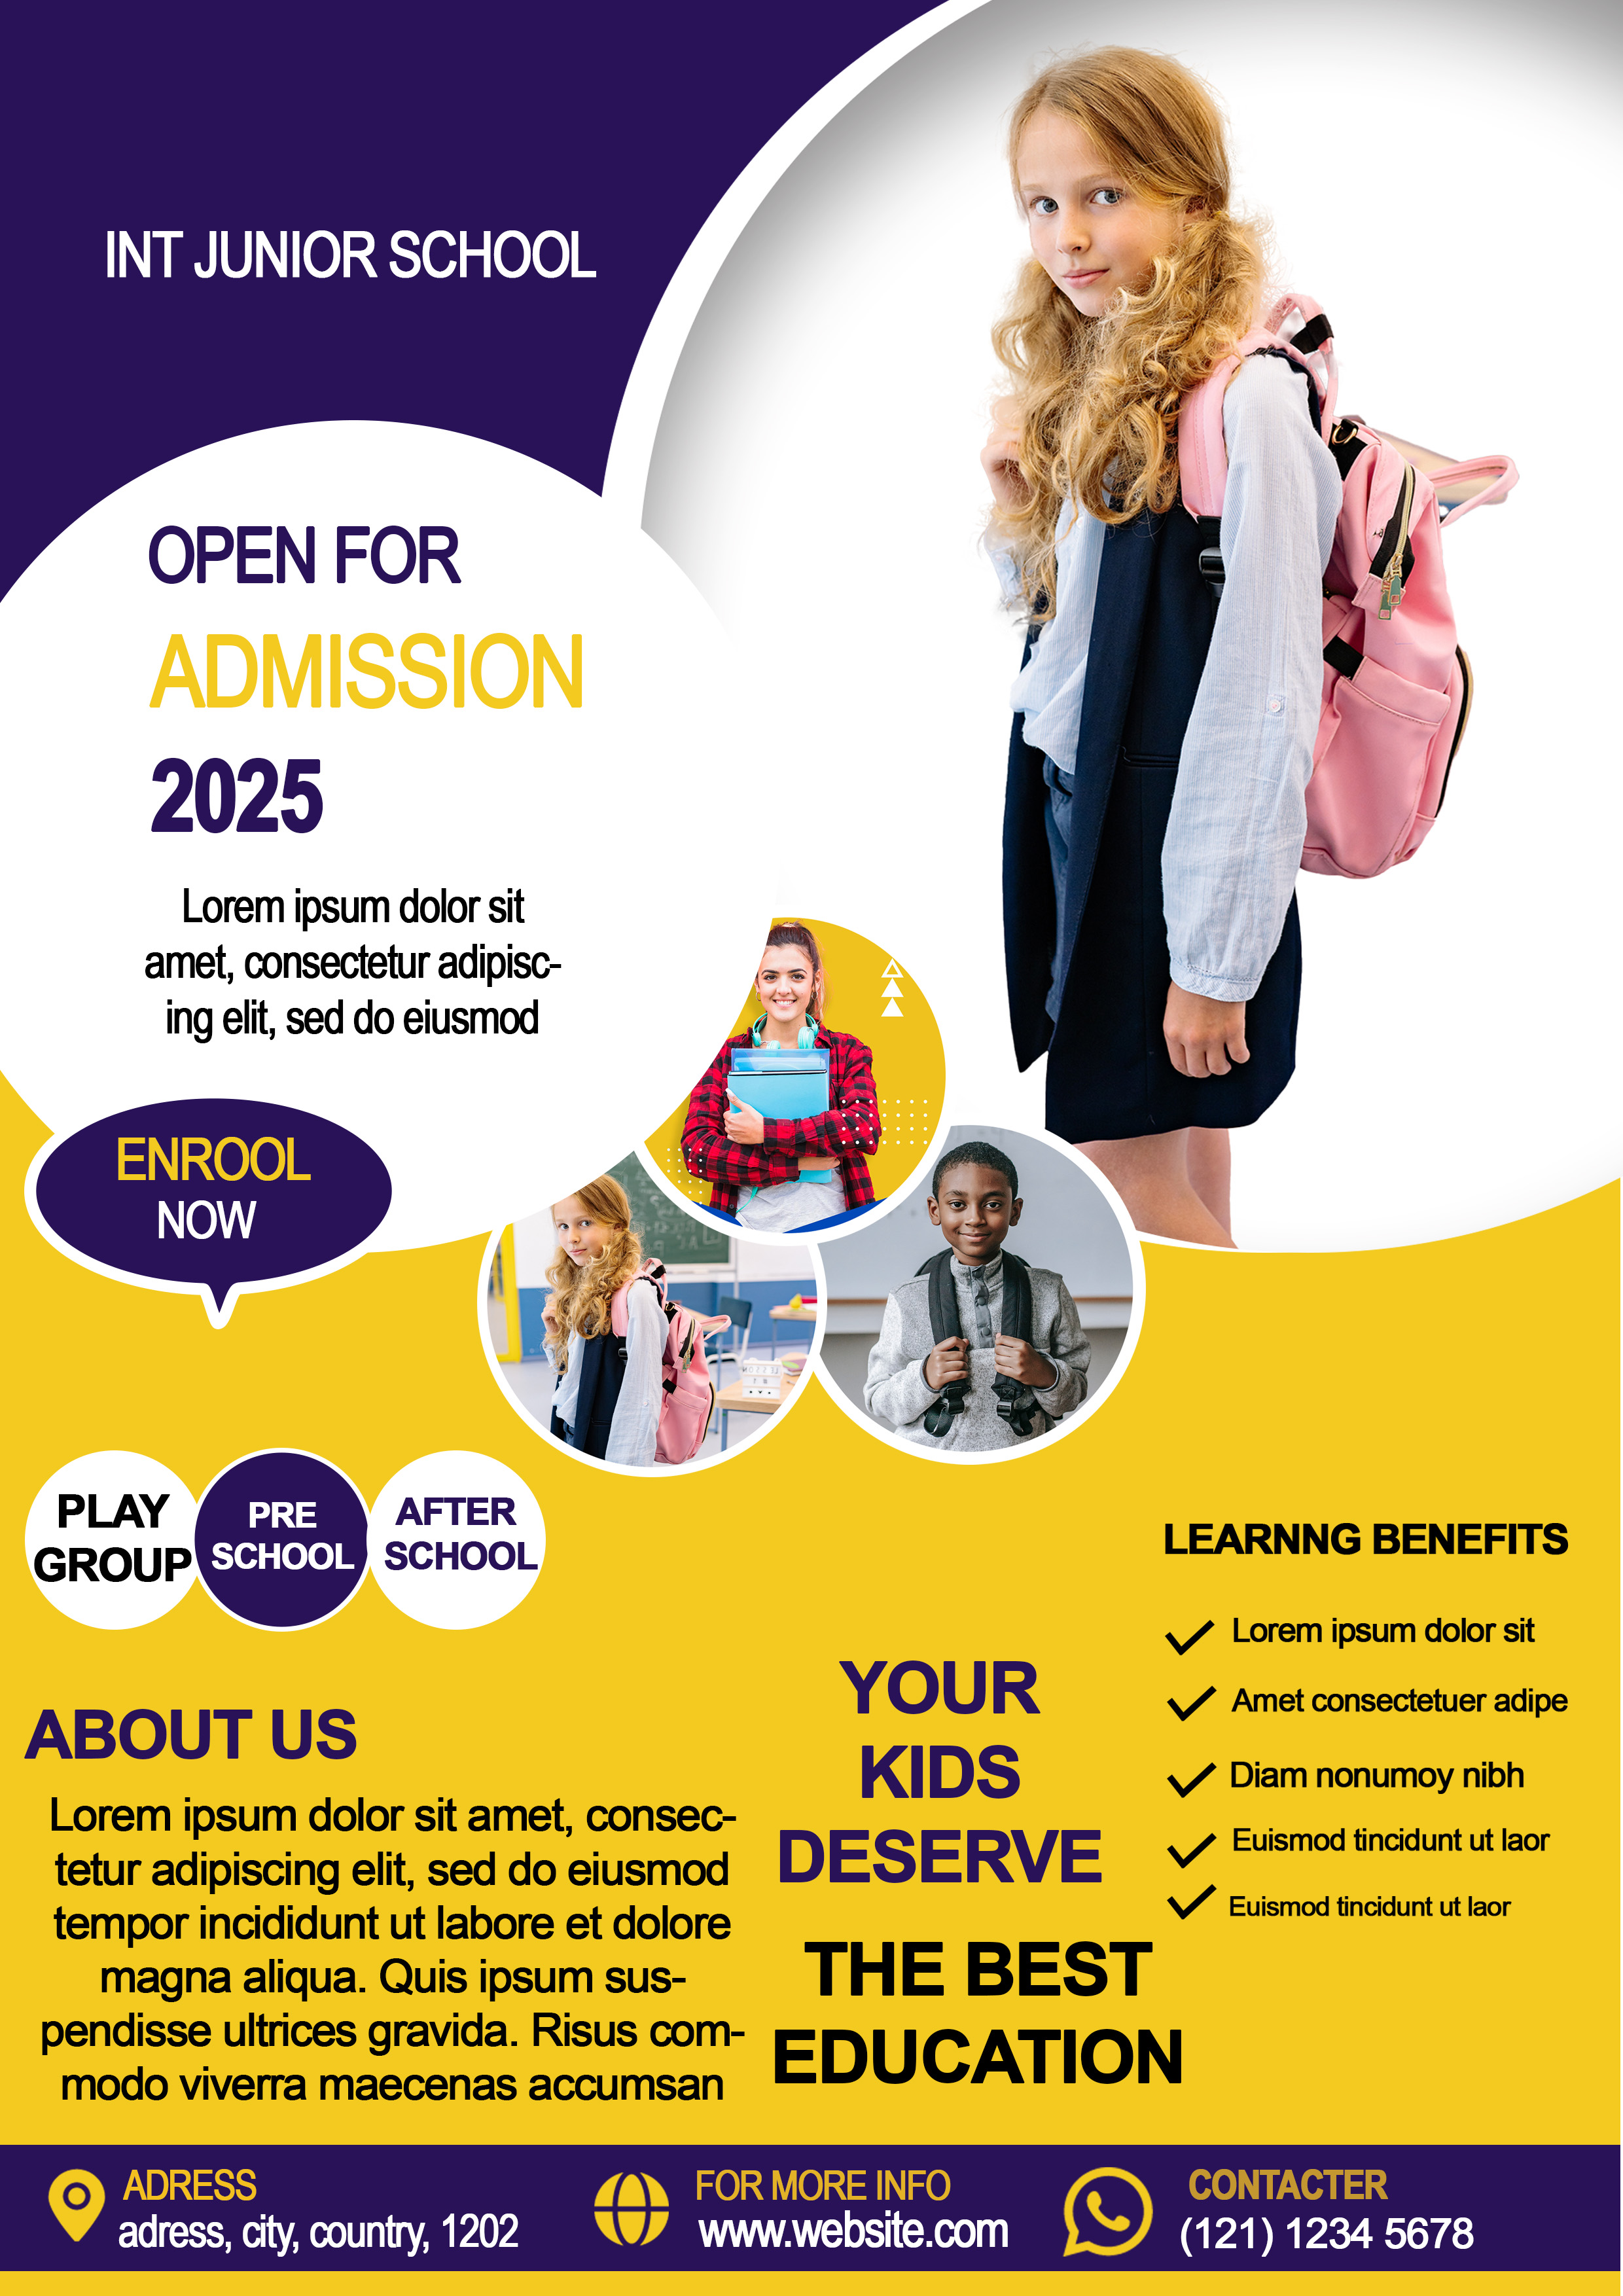 INT JUNIOR SCHOOL
OPEN FOR
ADMISSION
2025
Lorem ipsum dolor sit
amet, consectetur adipisc-
ing elit, sed do eiusmod
ENROOL
NOW
PLAY
GROUP
PRE
SCHOOL
AFTER
SCHOOL
ABOUT US
Lorem ipsum dolor sit amet, consec-
tetur adipiscing elit, sed do eiusmod
tempor incididunt ut labore et dolore
magna aliqua. Quis ipsum sus-
pendisse ultrices gravida. Risus com-
modo viverra maecenas accumsan
YOUR
KIDS
DESERVE
THE BEST
EDUCATION
LEARNNG BENEFITS
Lorem ipsum dolor sit
Amet consectetuer adipe
Diam nonumoy nibh
Euismod tincidunt ut laor
Euismod tincidunt ut laor
ADRESS
adress, city, country, 1202
FOR MORE INFO
www.website.com
CONTACTER
(121) 1234 5678